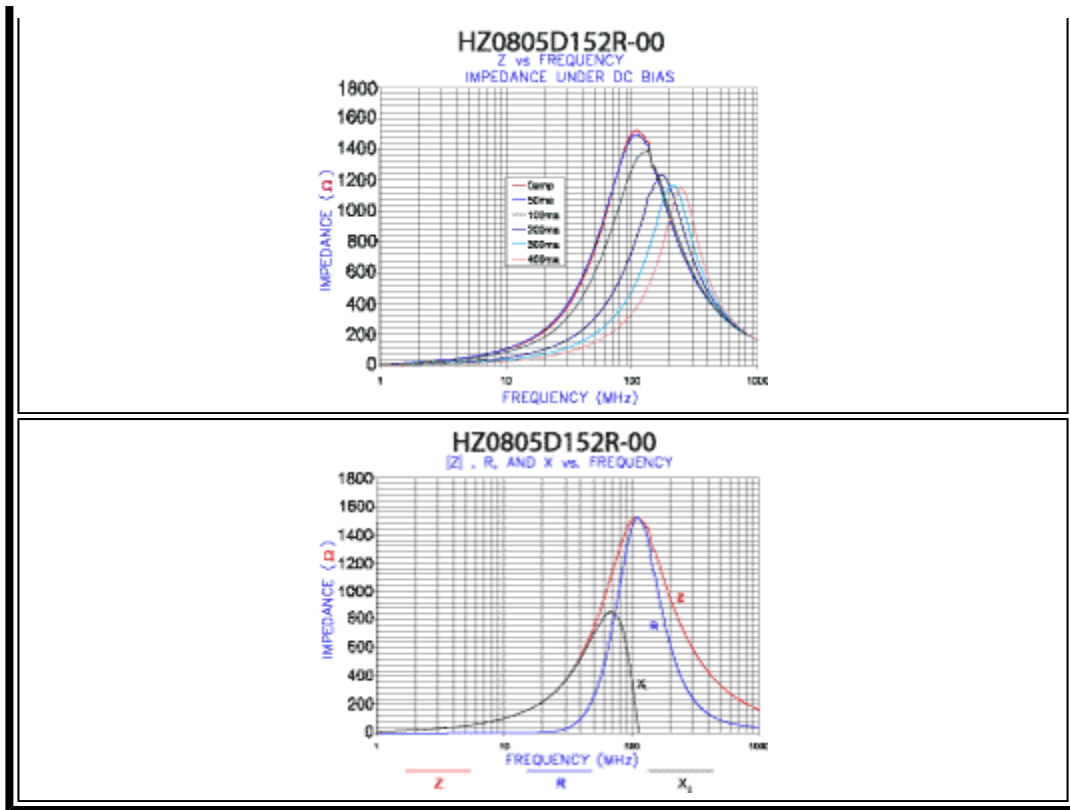 HZ0805D152R-00
Z vs FREQUENCY
IMPEDANCE UNDER DC BIAS
IMPEDANCE (Ω)
1800
1600
1400
1200
1000
800
600
400
200
0
0amp
50ma
100ma
200ma
300ma
400ma
1
10
100
1000
FREQUENCY (MHz)
HZ0805D152R-00
|Z| , R, AND X vs. FREQUENCY
IMPEDANCE (Ω)
1800
1600
1400
1200
1000
800
600
400
200
0
Z
R
X
1
10
100
1000
FREQUENCY (MHz)
Z
R